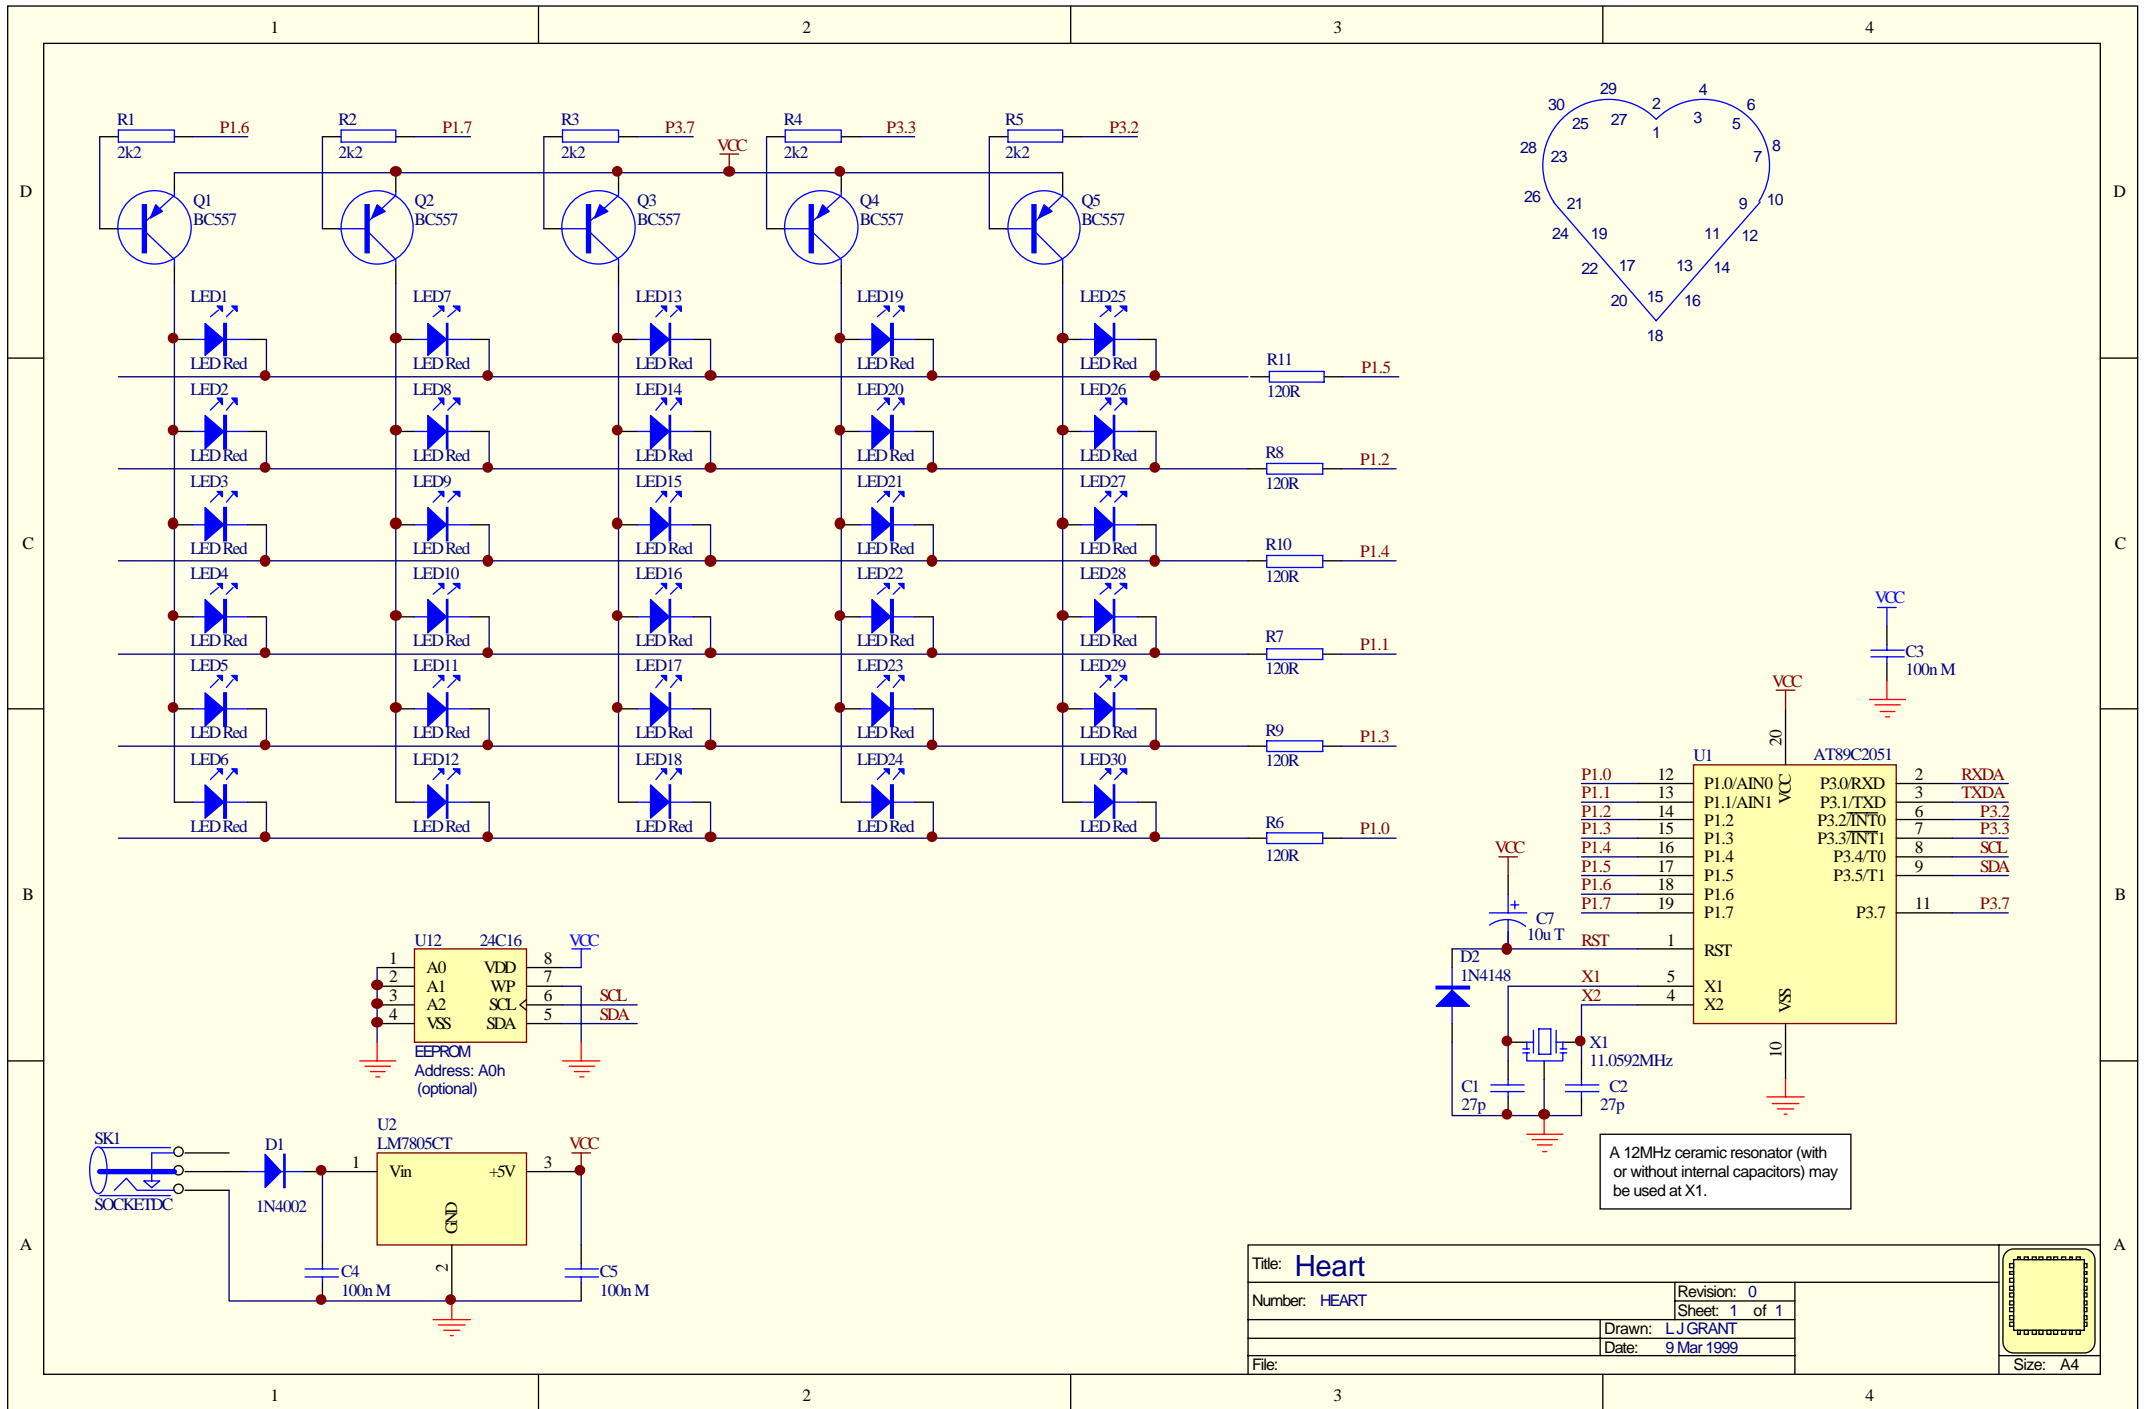 1 2 3 4
D
C
B
A
D
C
B
A
R1 P1.6
2k2
R2 P1.7
2k2
R3 P3.7
2k2
R4 P3.3
2k2
R5 P3.2
2k2
VCC
Q1
BC557
Q2
BC557
Q3
BC557
Q4
BC557
Q5
BC557
LED1 LED7 LED13 LED19 LED25
LED Red LED Red LED Red LED Red LED Red
R11 P1.5
120R
LED2 LED8 LED14 LED20 LED26
LED Red LED Red LED Red LED Red LED Red
R8 P1.2
120R
LED3 LED9 LED15 LED21 LED27
LED Red LED Red LED Red LED Red LED Red
R10 P1.4
120R
LED4 LED10 LED16 LED22 LED28
LED Red LED Red LED Red LED Red LED Red
R7 P1.1
120R
LED5 LED11 LED17 LED23 LED29
LED Red LED Red LED Red LED Red LED Red
R9 P1.3
120R
LED6 LED12 LED18 LED24 LED30
LED Red LED Red LED Red LED Red LED Red
R6 P1.0
120R
29 4
30 2 6
25 27 1 3 5
28 23 7 8
26 21 9 10
24 19 11 12
22 17 13 14
20 15 16
18
VCC
C3
100n M
VCC
20
U1 AT89C2051
P1.0 12 P1.0/AIN0 VCC P3.0/RXD 2 RXDA
P1.1 13 P1.1/AIN1 P3.1/TXD 3 TXDA
P1.2 14 P1.2 P3.2/INT0 6 P3.2
P1.3 15 P1.3 P3.3/INT1 7 P3.3
P1.4 16 P1.4 P3.4/T0 8 SCL
P1.5 17 P1.5 P3.5/T1 9 SDA
P1.6 18 P1.6
P1.7 19 P1.7 P3.7 11 P3.7
RST 1 RST
X1 5 X1
X2 4 X2 VSS
10
VCC
+
C7
10u T
D2
1N4148
X1
11.0592MHz
C1
27p
C2
27p
A 12MHz ceramic resonator (with
or without internal capacitors) may
be used at X1.
U12 24C16 VCC
1 A0 VDD 8
2 A1 WP 7
3 A2 SCL 6 SCL
4 VSS SDA 5 SDA
EEPROM
Address: A0h
(optional)
SK1
SOCKETDC
D1
1N4002
U2
LM7805CT
1 Vin +5V 3 VCC
GND
2
C4
100n M
C5
100n M
Title: Heart
Number: HEART
Revision: 0
Sheet: 1 of 1
Drawn: L J GRANT
Date: 9 Mar 1999
File:
Size: A4
1 2 3 4